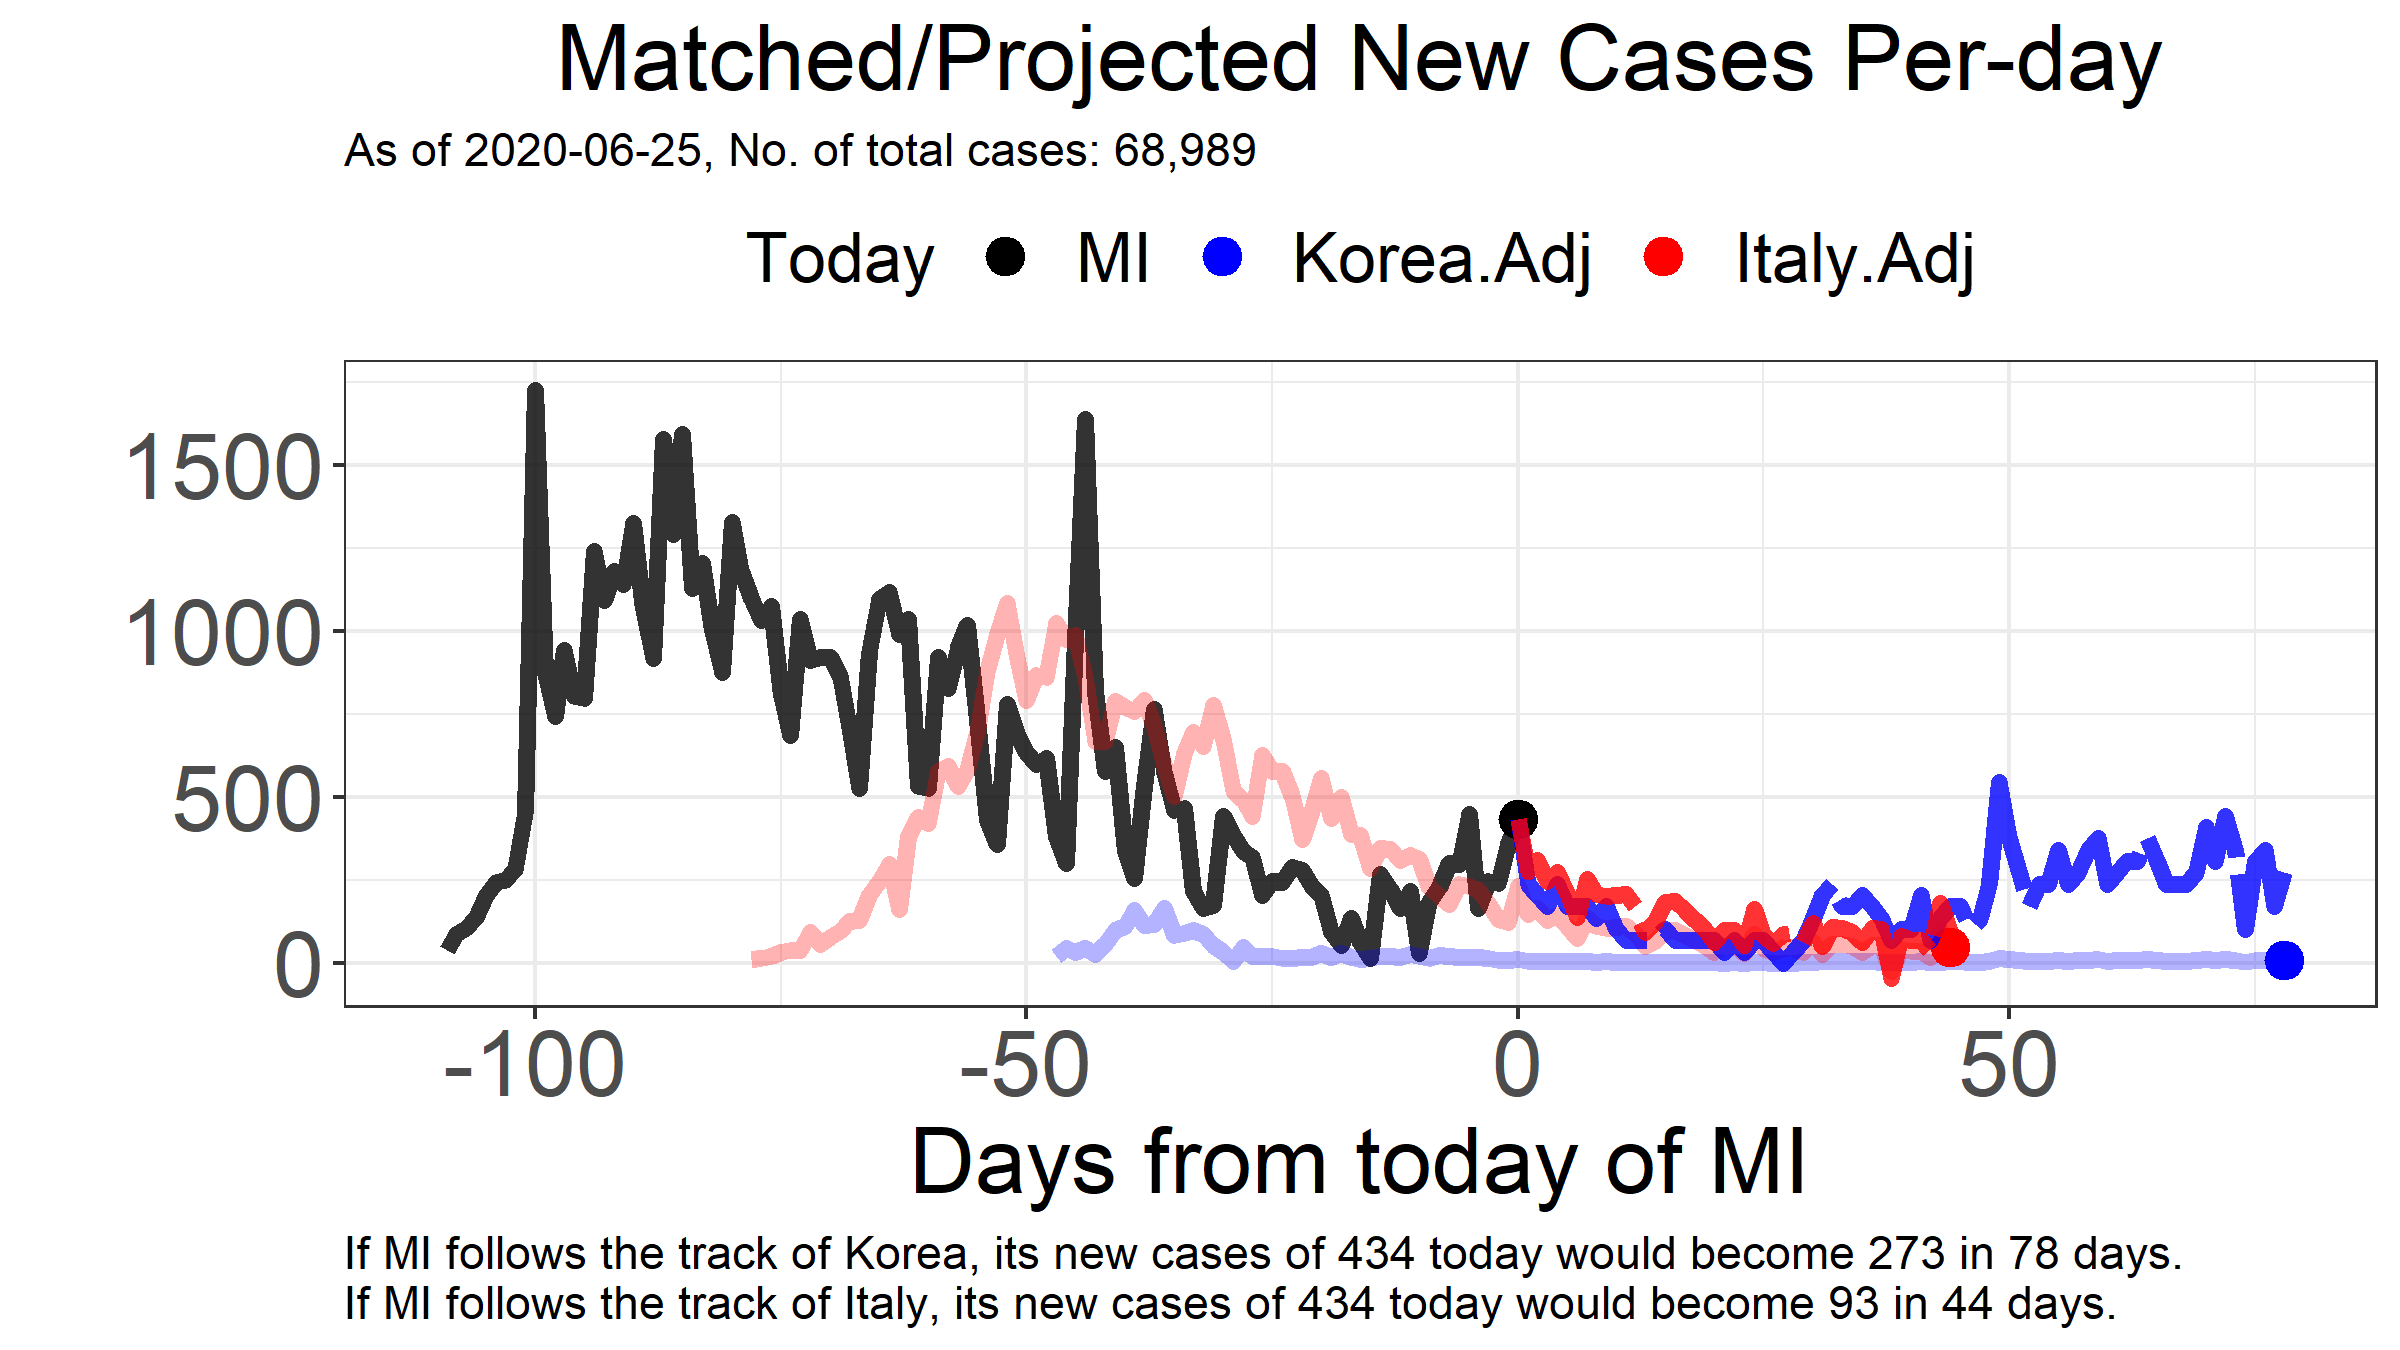 Matched/Projected New Cases Per-day
As of 2020-06-25, No. of total cases: 68,989
Today MI Korea.Adj Italy.Adj
1500
1000
500
0
-100 -50 0 50
Days from today of MI
If MI follows the track of Korea, its new cases of 434 today would become 273 in 78 days.
If MI follows the track of Italy, its new cases of 434 today would become 93 in 44 days.